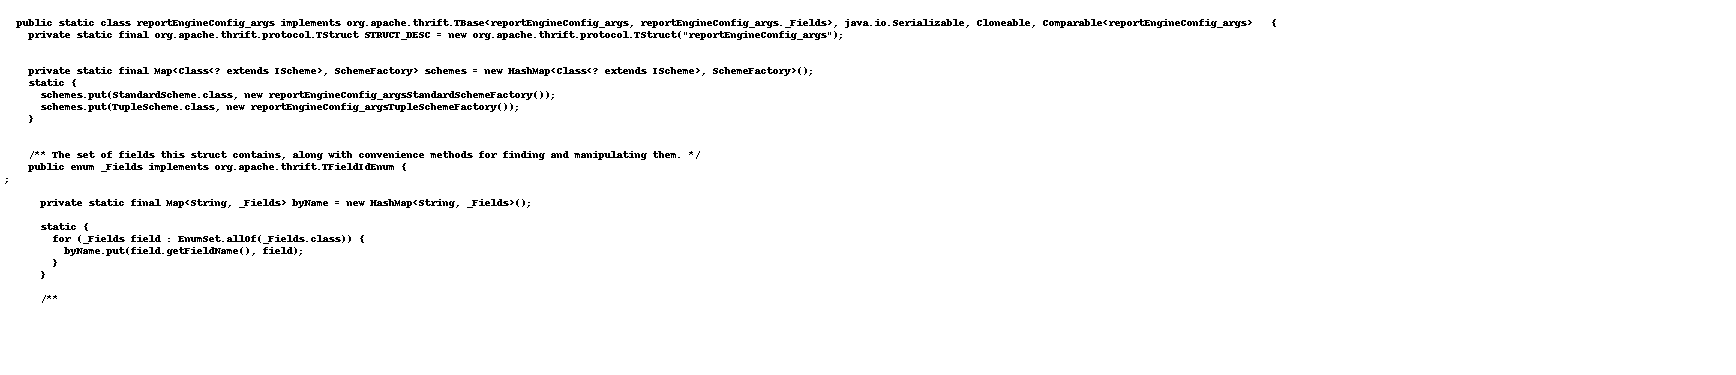 public static class reportEngineConfig_args implements org.apache.thrift.TBase<reportEngineConfig_args, reportEngineConfig_args._Fields>, java.io.Serializable, Cloneable, Comparable<reportEngineConfig_args>   {
private static final org.apache.thrift.protocol.TStruct STRUCT_DESC = new org.apache.thrift.protocol.TStruct("reportEngineConfig_args");
private static final Map<Class<? extends IScheme>, SchemeFactory> schemes = new HashMap<Class<? extends IScheme>, SchemeFactory>();
static {
schemes.put(StandardScheme.class, new reportEngineConfig_argsStandardSchemeFactory());
schemes.put(TupleScheme.class, new reportEngineConfig_argsTupleSchemeFactory());
}
/** The set of fields this struct contains, along with convenience methods for finding and manipulating them. */
public enum _Fields implements org.apache.thrift.TFieldIdEnum {
;
private static final Map<String, _Fields> byName = new HashMap<String, _Fields>();
static {
for (_Fields field : EnumSet.allOf(_Fields.class)) {
byName.put(field.getFieldName(), field);
}
}
/**